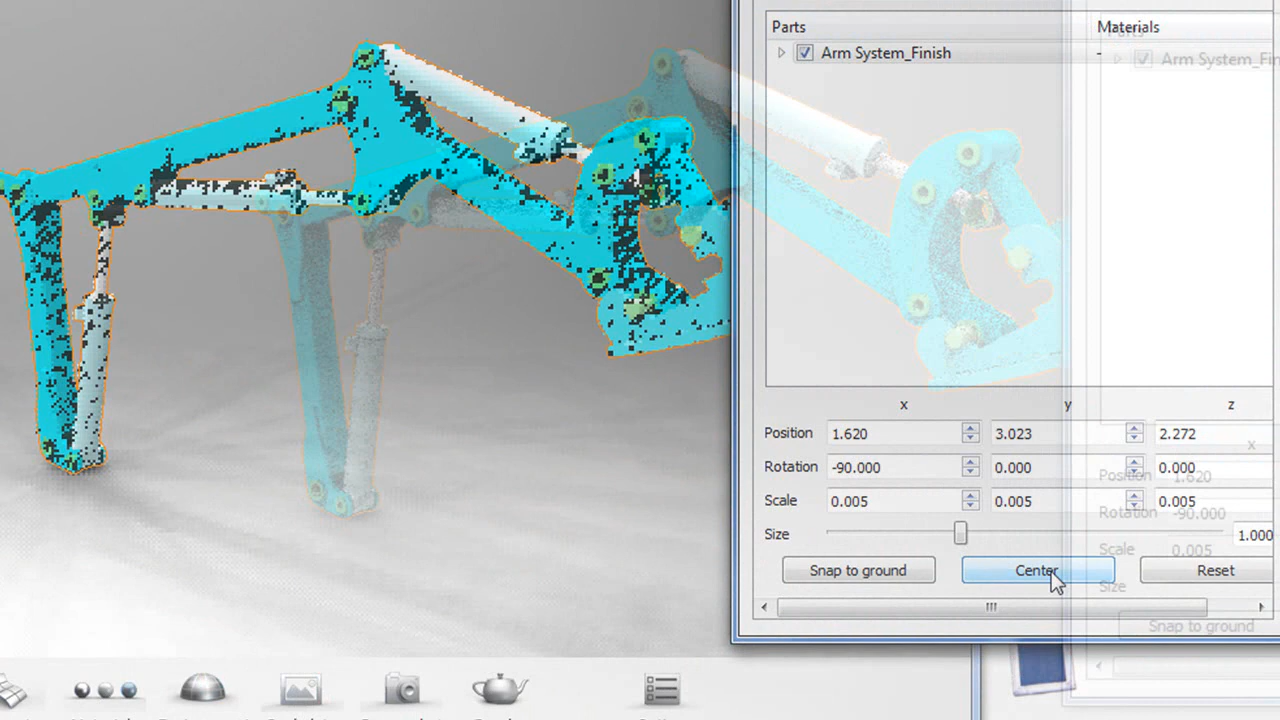 Parts Materials
Parts
Arm System_Finish -
Arm System_Fin
x y z
x
Position 1.620 3.023 2.272
Position 1.620
Rotation -90.000 0.000 0.000
Rotation -90.000
Scale 0.005 0.005 0.005
Scale 0.005
Size 1.000
Size
Snap to ground Center Reset
Snap to ground